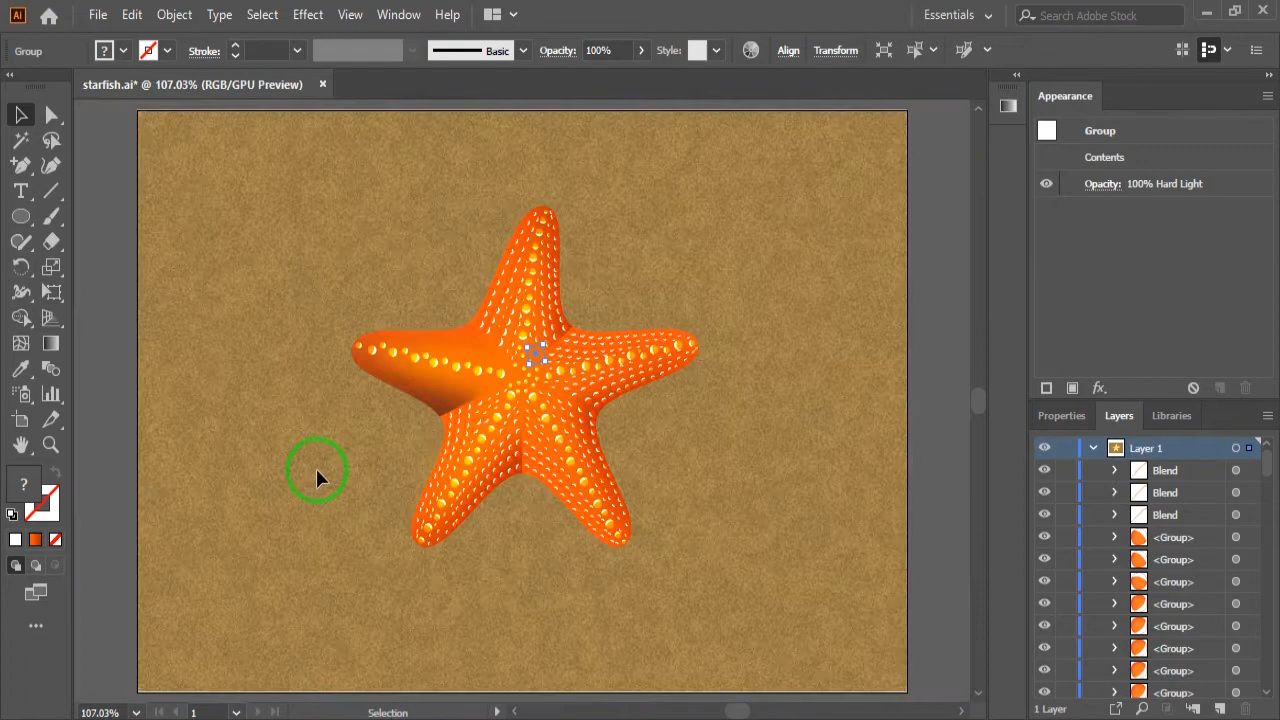 Ai File Edit Object Type Select Effect View Window Help Essentials Search Adobe Stock
Group ? Stroke: Basic Opacity: 100% Style: Align Transform
starfish.ai* @ 107.03% (RGB/GPU Preview)
Appearance
Group
Contents
Opacity: 100% Hard Light
fx
Properties Layers Libraries
Layer 1
Blend
Blend
Blend
<Group>
<Group>
<Group>
<Group>
<Group>
<Group>
<Group>
<Group>
T
?
107.03% 1 Selection 1 Layer